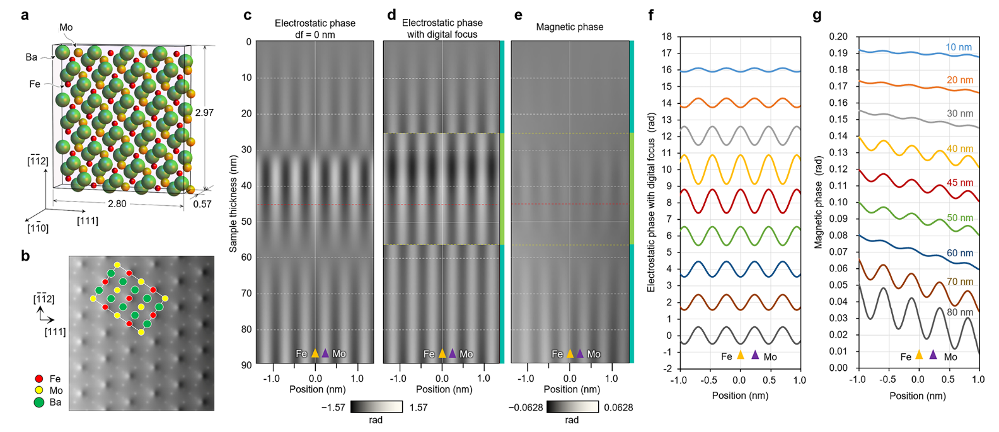 a
Mo
Ba
Fe
2.97
[1̄1̄2]
2.80
0.57
[111]
[11̄0]
b
[1̄1̄2]
[111]
Fe
Mo
Ba
c
Electrostatic phase
df = 0 nm
Sample thickness (nm)
0
10
20
30
40
50
60
70
80
90
Fe Mo
-1.0 0.0 1.0
Position (nm)
−1.57 1.57
rad
d
Electrostatic phase
with digital focus
Fe Mo
-1.0 0.0 1.0
Position (nm)
e
Magnetic phase
Fe Mo
-1.0 0.0 1.0
Position (nm)
−0.0628 0.0628
rad
f
Electrostatic phase with digital focus (rad)
18
17
16
15
14
13
12
11
10
9
8
7
6
5
4
3
2
1
0
-1
-2
Fe Mo
-1.0 -0.5 0.0 0.5 1.0
Position (nm)
g
Magnetic phase (rad)
0.20
0.19
0.18
0.17
0.16
0.15
0.14
0.13
0.12
0.11
0.10
0.09
0.08
0.07
0.06
0.05
0.04
0.03
0.02
0.01
0.00
10 nm
20 nm
30 nm
40 nm
45 nm
50 nm
60 nm
70 nm
80 nm
Fe Mo
-1.0 -0.5 0.0 0.5 1.0
Position (nm)